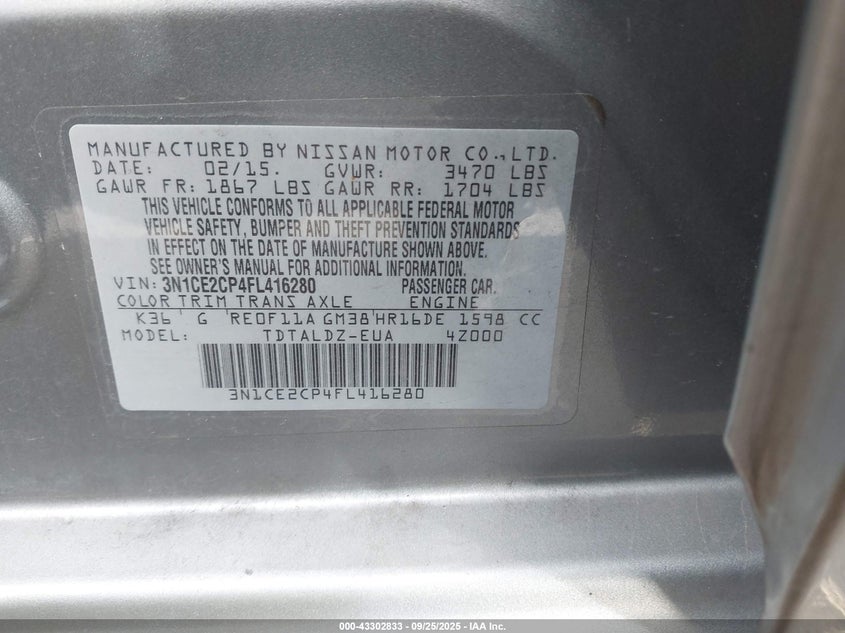 MANUFACTURED BY NISSAN MOTOR CO., LTD.
DATE: 02/15. GVWR: 3470 LBS
GAWR FR: 1867 LBS GAWR RR: 1704 LBS
THIS VEHICLE CONFORMS TO ALL APPLICABLE FEDERAL MOTOR
VEHICLE SAFETY, BUMPER AND THEFT PREVENTION STANDARDS
IN EFFECT ON THE DATE OF MANUFACTURE SHOWN ABOVE.
SEE OWNER'S MANUAL FOR ADDITIONAL INFORMATION.
VIN: 3N1CE2CP4FL416280 PASSENGER CAR.
COLOR TRIM TRANS AXLE ENGINE
K36 G RE0F11A GM38 HR16DE 1598 CC
MODEL: TDTALDZ-EUA 4Z000
3N1CE2CP4FL416280
000-43302833 - 09/25/2025 - IAA Inc.